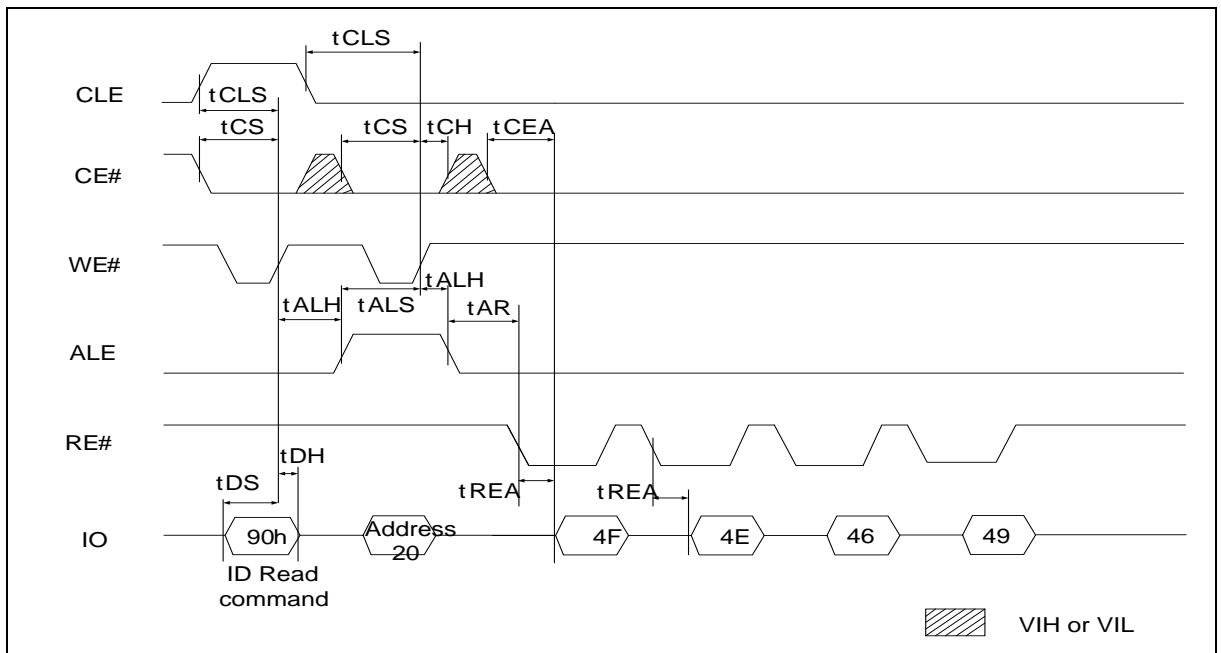 tCLS
CLE
tCLS
tCS
tCS
tCH
tCEA
CE#
WE#
tALH
tALS
tALH
tAR
ALE
RE#
tDH
tDS
tREA
tREA
IO
90h
Address
20
4F
4E
46
49
ID Read
command
VIH or VIL